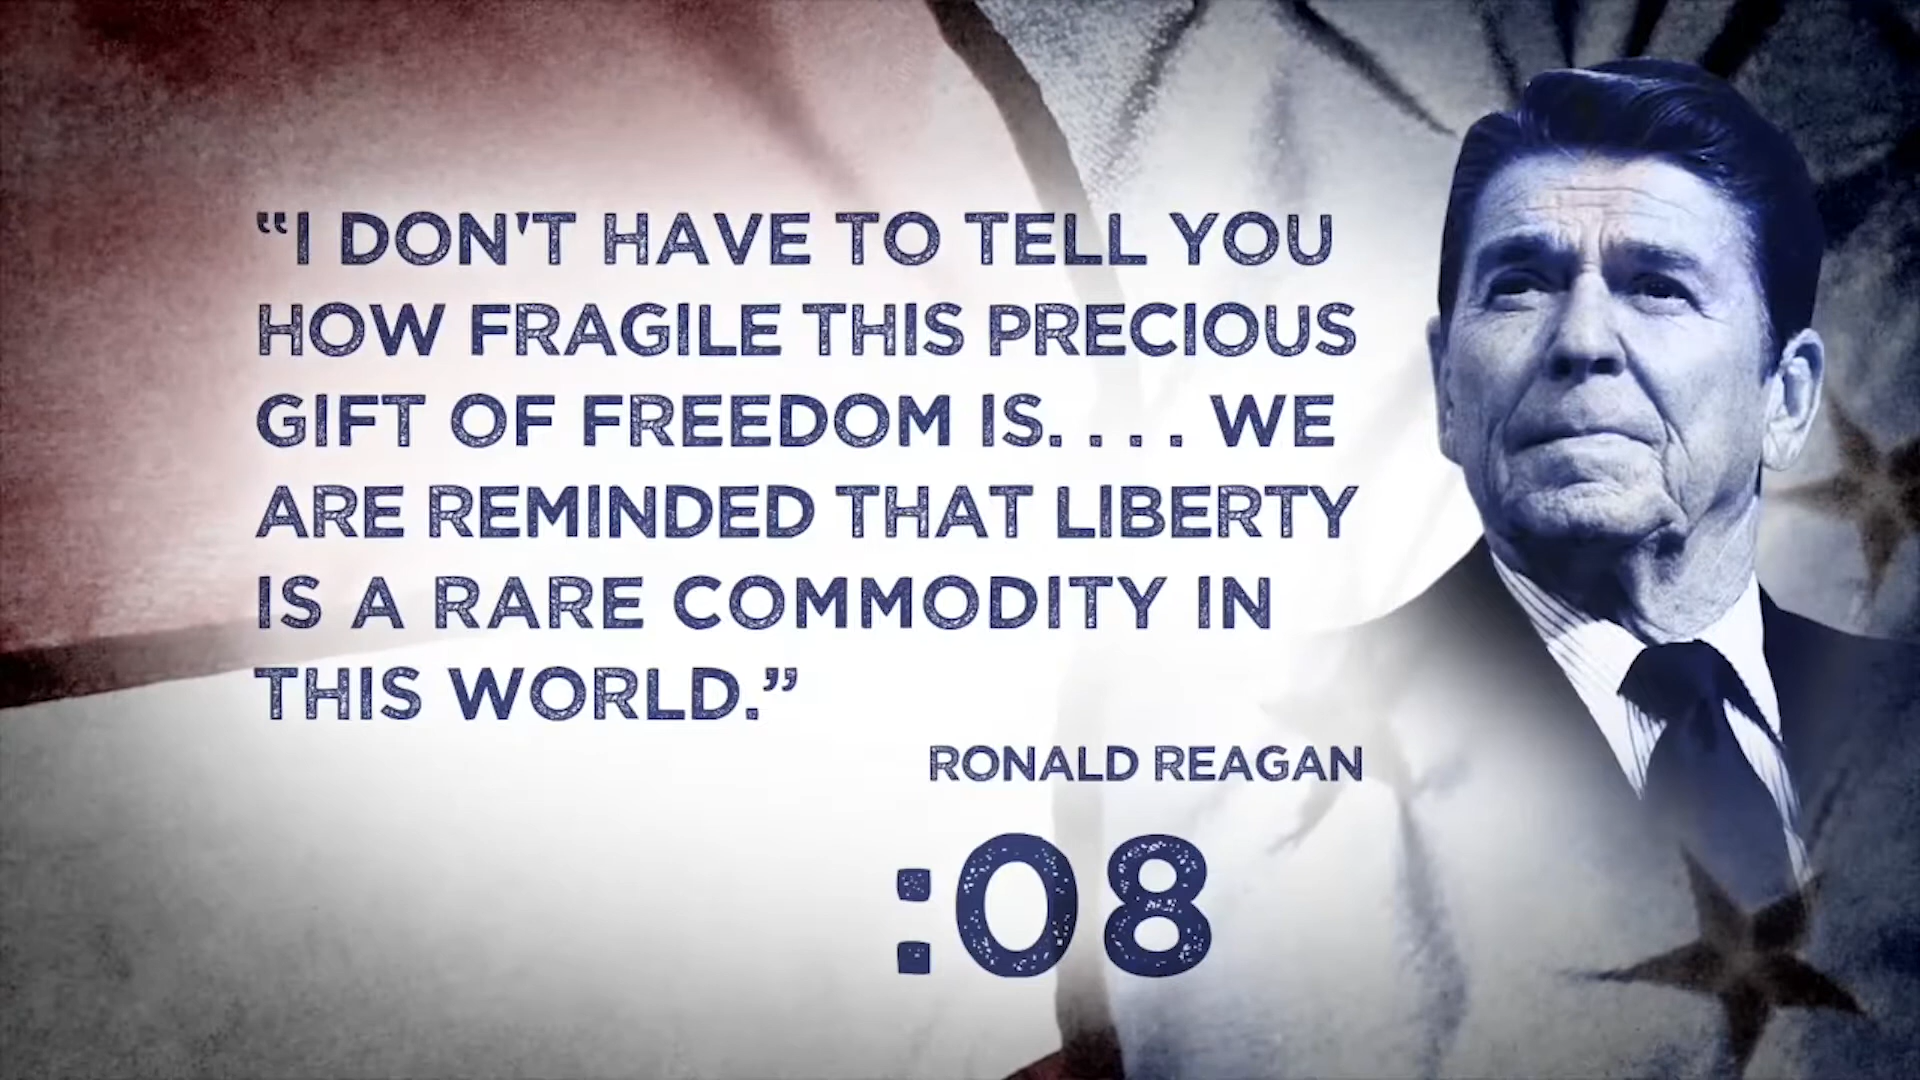 “I DON'T HAVE TO TELL YOU
HOW FRAGILE THIS PRECIOUS
GIFT OF FREEDOM IS. . . . WE
ARE REMINDED THAT LIBERTY
IS A RARE COMMODITY IN
THIS WORLD.”
RONALD REAGAN
:08